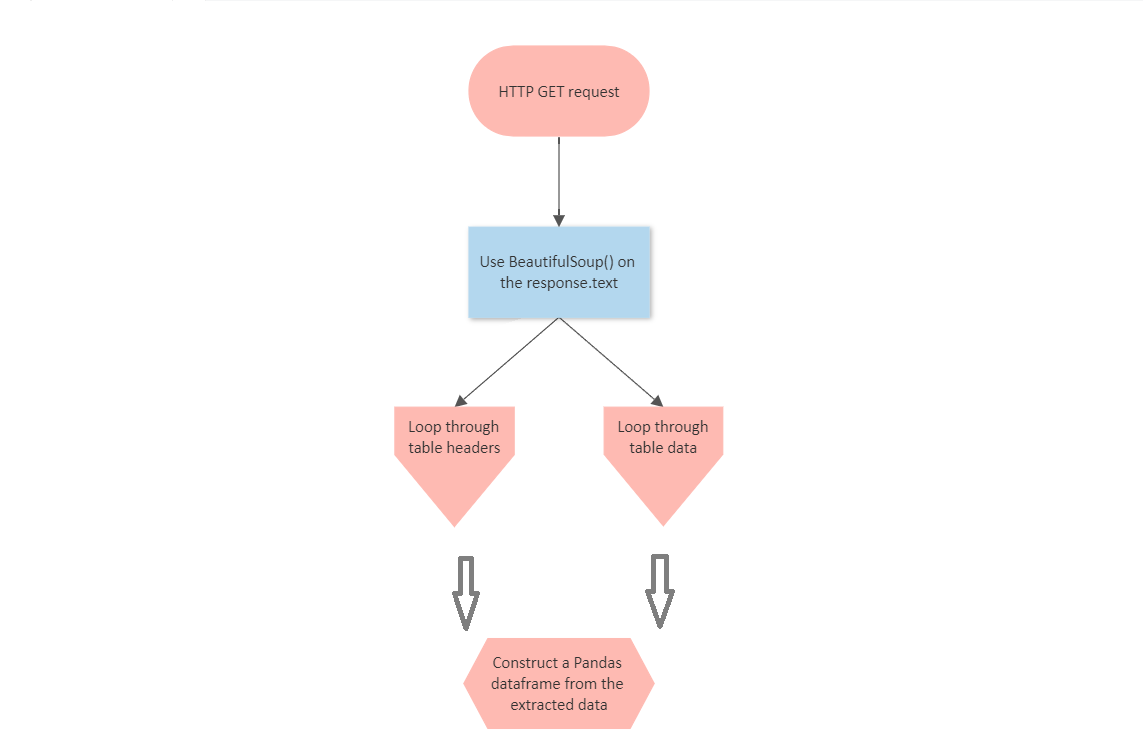 HTTP GET request
Use BeautifulSoup() on
the response.text
Loop through
table headers
Loop through
table data
Construct a Pandas
dataframe from the
extracted data